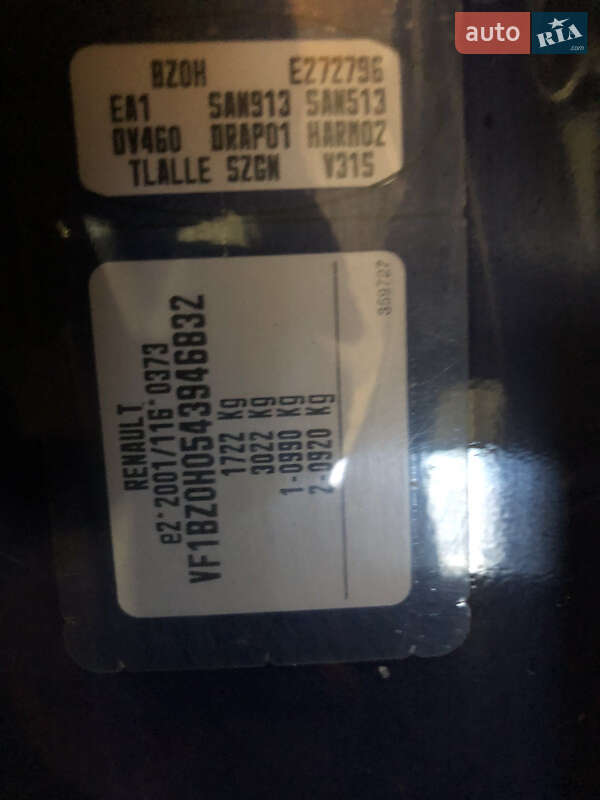 auto RIA .com
BZ0H E272796
EA1 SAN913 SAN513
DV460 DRAP01 HARM02
TLALLE SZGN V315
RENAULT
e2*2001/116*0373
VF1BZ0H0543946832
1722 Kg
3022 Kg
1-0990 Kg
2-0920 Kg